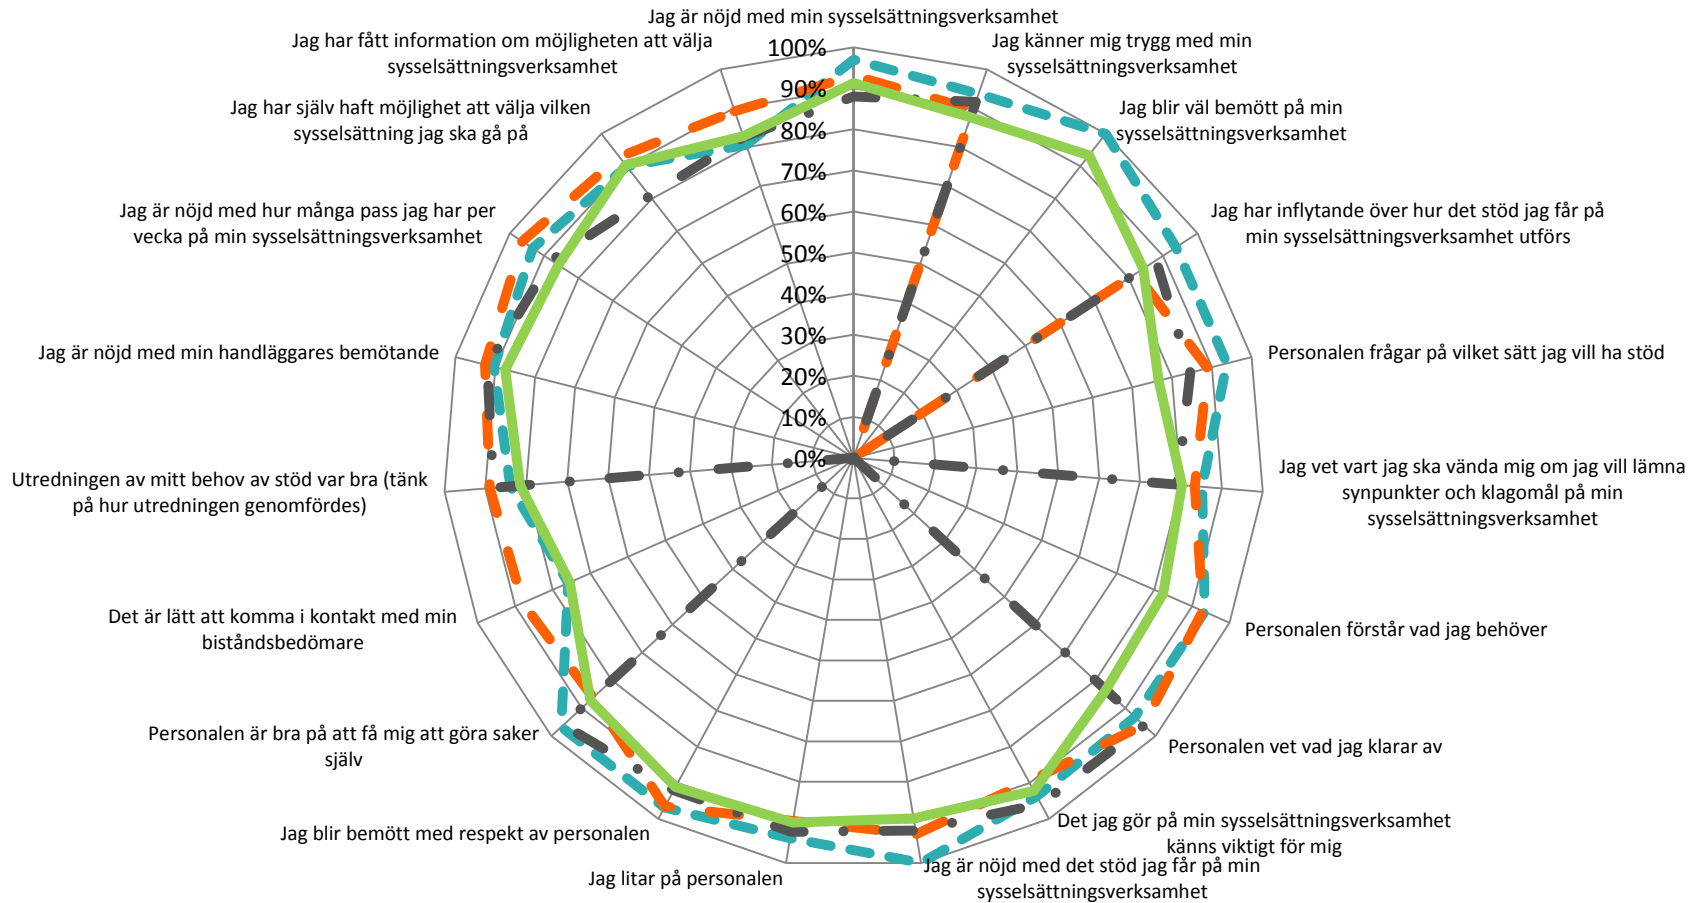 Jag är nöjd med min sysselsättningsverksamhet
Jag känner mig trygg med min
sysselsättningsverksamhet
Jag blir väl bemött på min
sysselsättningsverksamhet
Jag har inflytande över hur det stöd jag får på
min sysselsättningsverksamhet utförs
Personalen frågar på vilket sätt jag vill ha stöd
Jag vet vart jag ska vända mig om jag vill lämna
synpunkter och klagomål på min
sysselsättningsverksamhet
Personalen förstår vad jag behöver
Personalen vet vad jag klarar av
Det jag gör på min sysselsättningsverksamhet
känns viktigt för mig
Jag är nöjd med det stöd jag får på min
sysselsättningsverksamhet
Jag litar på personalen
Jag blir bemött med respekt av personalen
Personalen är bra på att få mig att göra saker
själv
Det är lätt att komma i kontakt med min
biståndsbedömare
Utredningen av mitt behov av stöd var bra (tänk
på hur utredningen genomfördes)
Jag är nöjd med min handläggares bemötande
Jag är nöjd med hur många pass jag har per
vecka på min sysselsättningsverksamhet
Jag har själv haft möjlighet att välja vilken
sysselsättning jag ska gå på
Jag har fått information om möjligheten att välja
sysselsättningsverksamhet
100%
90%
80%
70%
60%
50%
40%
30%
20%
10%
0%